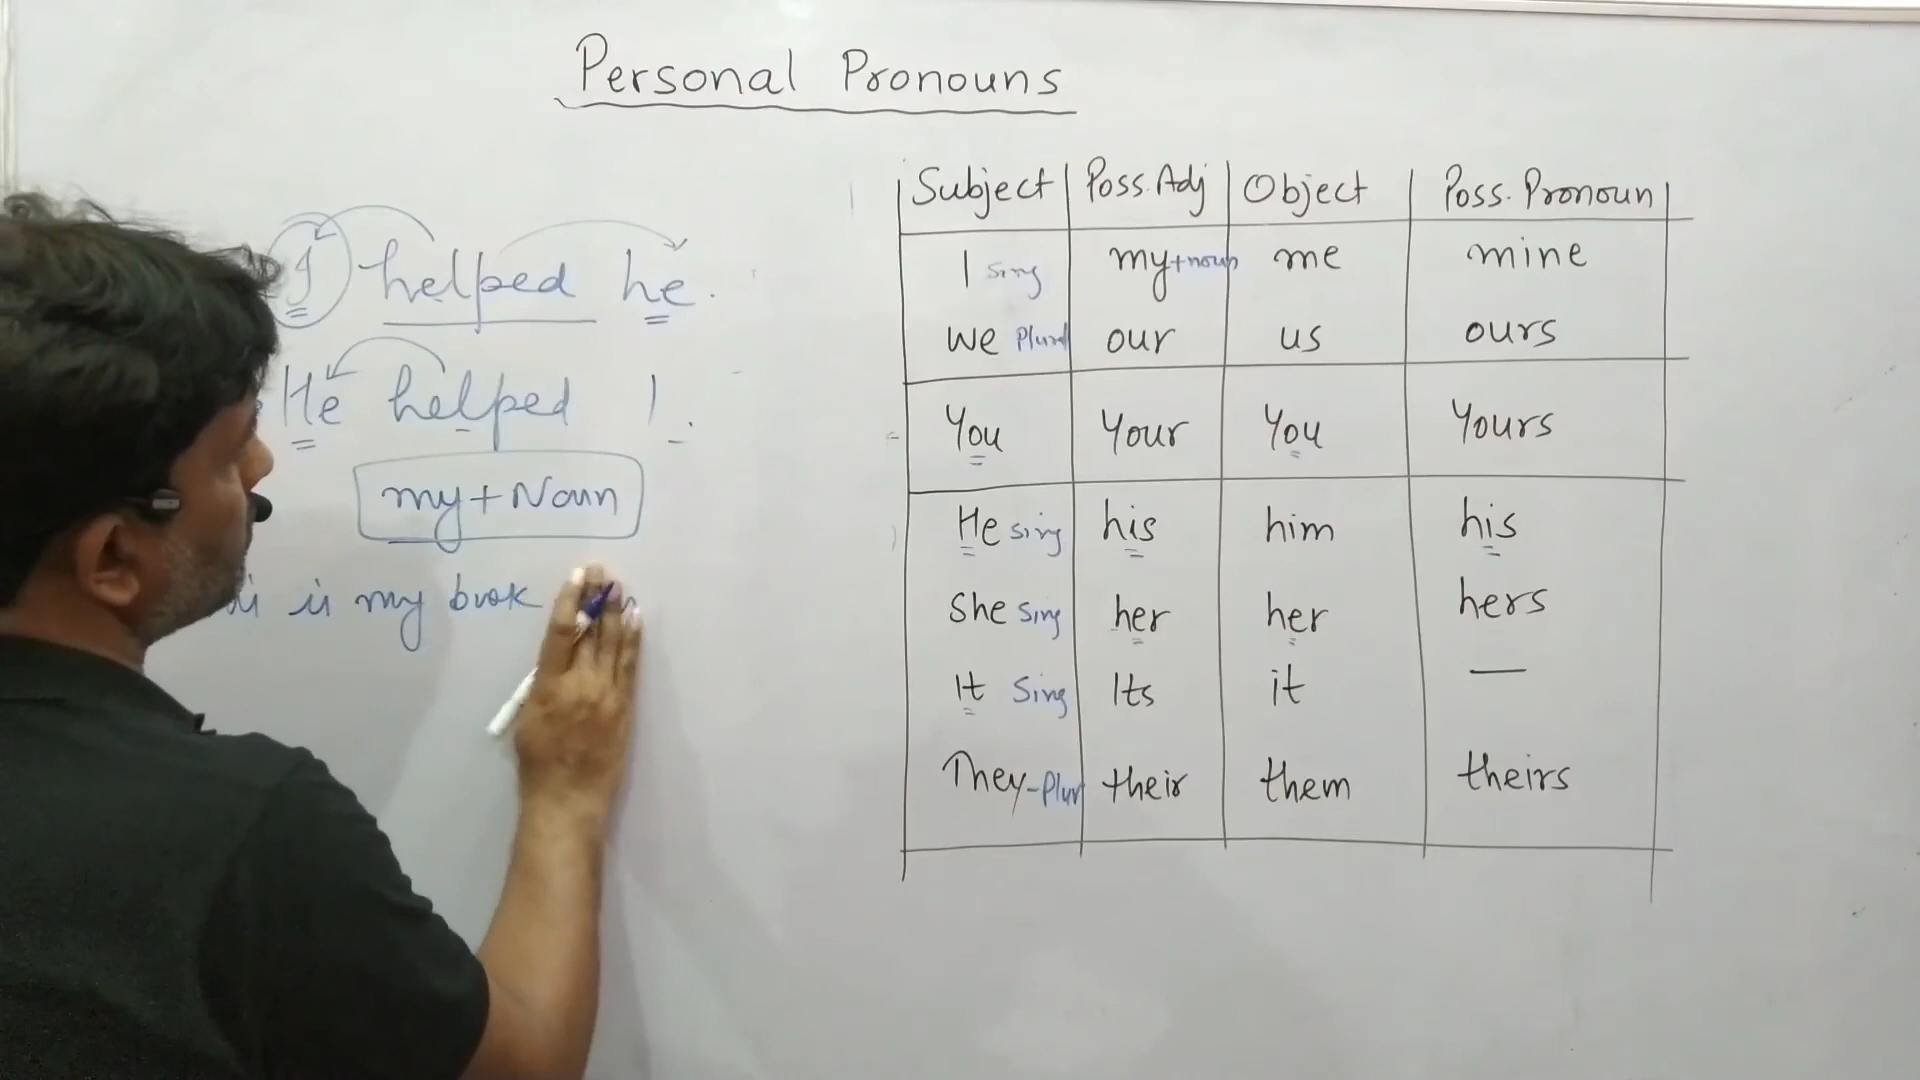 Personal Pronouns
I helped he.
He helped I.
my + Noun
is my book
Subject Poss. Adj Object Poss. Pronoun
I sing my + noun me mine
We Plural our us ours
You Your You Yours
He sing his him his
She Sing her her hers
It Sing Its it —
They - Plur their them theirs